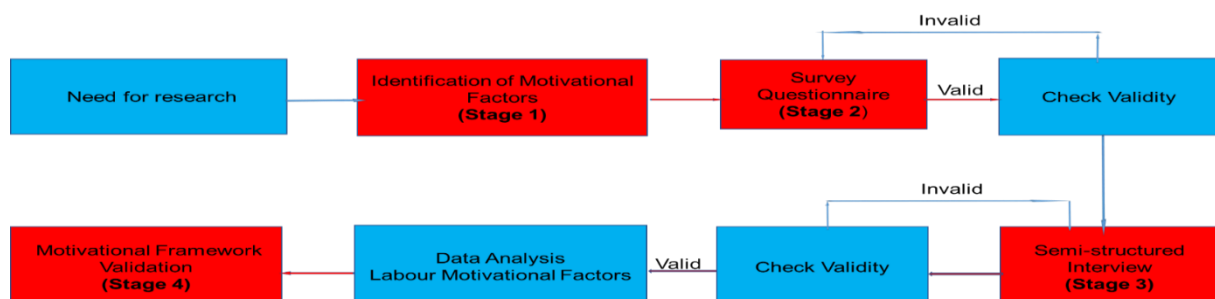 Invalid
Need for research
Identification of Motivational
Factors
(Stage 1)
Survey
Questionnaire
(Stage 2)
Valid
Check Validity
Invalid
Motivational Framework
Validation
(Stage 4)
Data Analysis
Labour Motivational Factors
Valid
Check Validity
Semi-structured
Interview
(Stage 3)